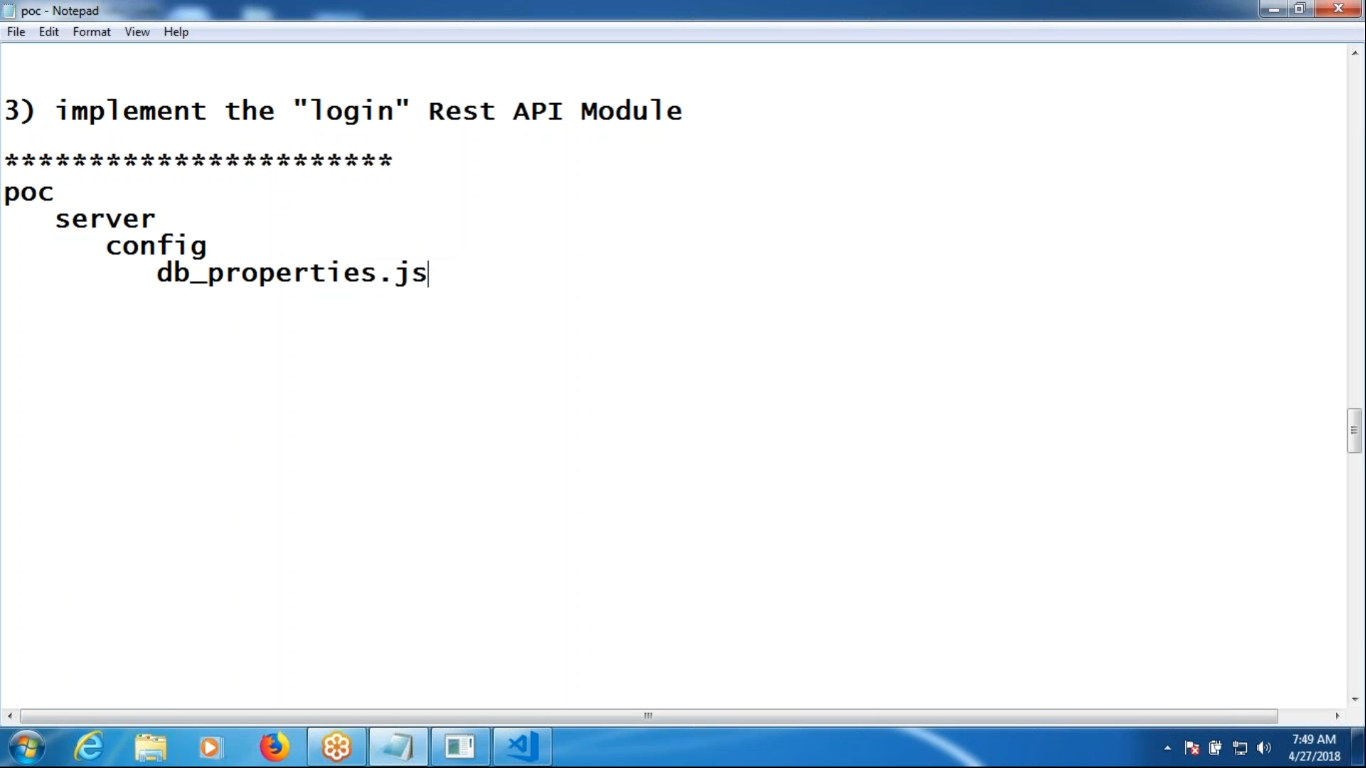 poc - Notepad
File Edit Format View Help
3) implement the "login" Rest API Module
***********************
poc
server
config
db_properties.js
7:49 AM
4/27/2018